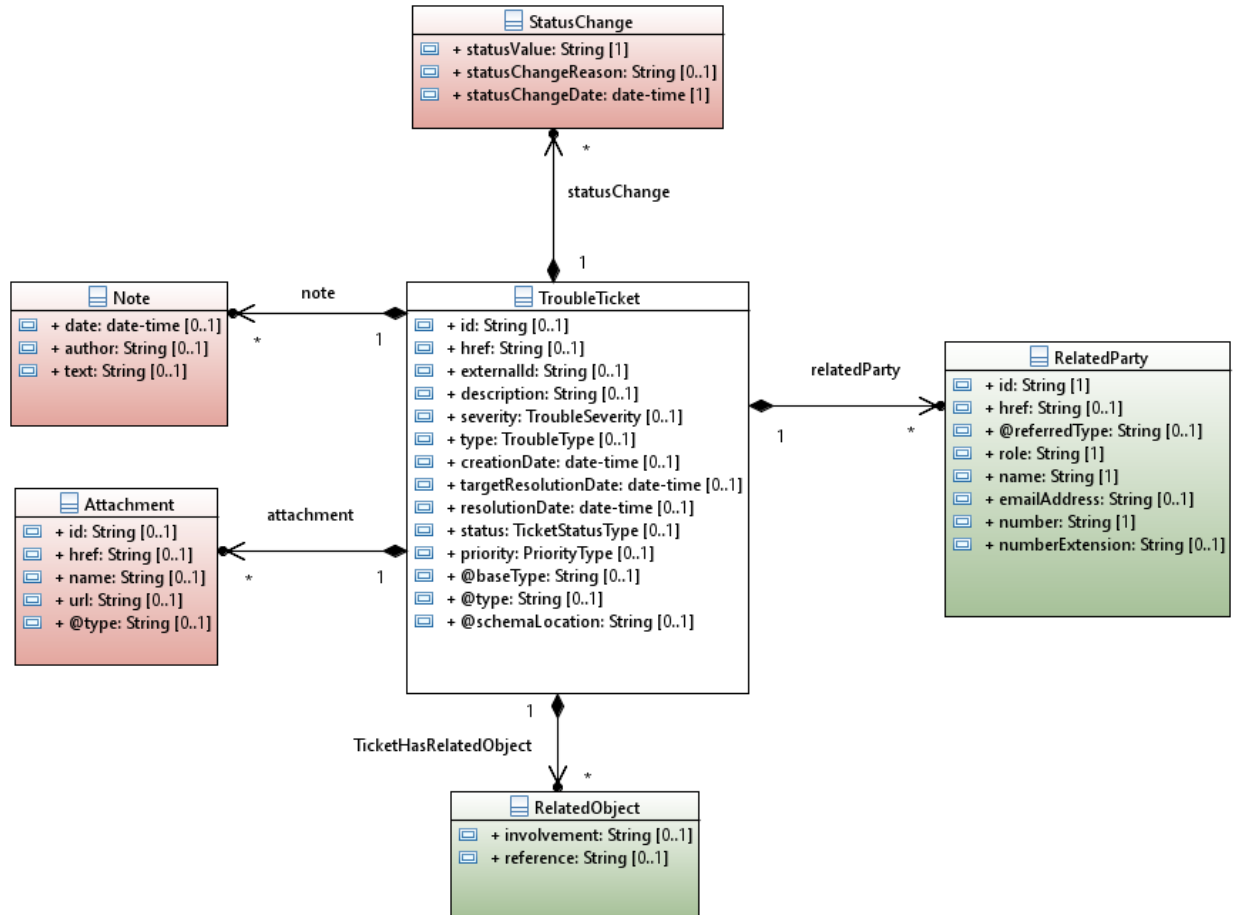 StatusChange
+ statusValue: String [1]
+ statusChangeReason: String [0..1]
+ statusChangeDate: date-time [1]
*
statusChange
1
Note
+ date: date-time [0..1]
+ author: String [0..1]
+ text: String [0..1]
note
*
1
TroubleTicket
+ id: String [0..1]
+ href: String [0..1]
+ externalId: String [0..1]
+ description: String [0..1]
+ severity: TroubleSeverity [0..1]
+ type: TroubleType [0..1]
+ creationDate: date-time [0..1]
+ targetResolutionDate: date-time [0..1]
+ resolutionDate: date-time [0..1]
+ status: TicketStatusType [0..1]
+ priority: PriorityType [0..1]
+ @baseType: String [0..1]
+ @type: String [0..1]
+ @schemaLocation: String [0..1]
relatedParty
1
*
RelatedParty
+ id: String [1]
+ href: String [0..1]
+ @referredType: String [0..1]
+ role: String [1]
+ name: String [1]
+ emailAddress: String [0..1]
+ number: String [1]
+ numberExtension: String [0..1]
Attachment
+ id: String [0..1]
+ href: String [0..1]
+ name: String [0..1]
+ url: String [0..1]
+ @type: String [0..1]
attachment
*
1
1
TicketHasRelatedObject
*
RelatedObject
+ involvement: String [0..1]
+ reference: String [0..1]